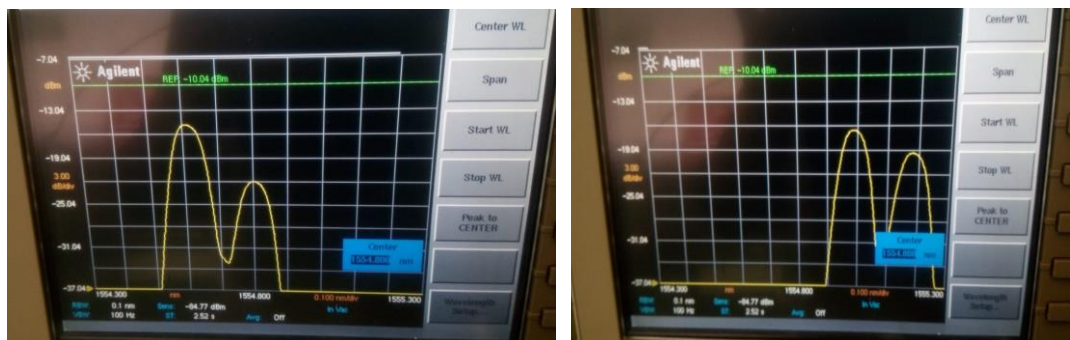 Center WL
-7.04
Agilent
dBm
REF: -10.04 dBm
Span
-13.04
Start WL
-19.04
3.00
dB/div
Stop WL
-25.04
Peak to
CENTER
-31.04
Center
1554.800 nm
-37.04
1554.300
nm
1554.800
0.100 nm/div
1555.300
RBW:
0.1 nm
Sens:
-84.77 dBm
In Vac
VBW:
100 Hz
ST:
2.52 s
Avg:
Off
Wavelength
Setup...
Center WL
-7.04
Agilent
dBm
REF: -10.04 dBm
Span
-13.04
Start WL
-19.04
3.00
dB/div
Stop WL
-25.04
Peak to
CENTER
-31.04
Center
1554.800 nm
-37.04
1554.300
nm
1554.800
0.100 nm/div
1555.300
RBW:
0.1 nm
Sens:
-84.77 dBm
In Vac
VBW:
100 Hz
ST:
2.52 s
Avg:
Off
Wavelength
Setup...